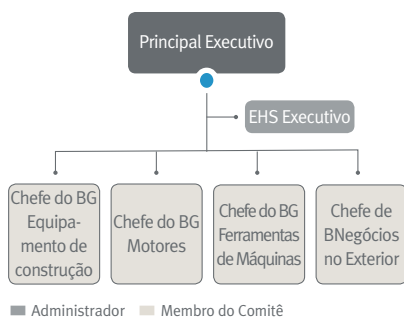 Principal Executivo
EHS Executivo
Chefe do BG
Equipa-
mento de
construção
Chefe do BG
Motores
Chefe do BG
Ferramentas
de Máquinas
Chefe de
BNegócios
no Exterior
Administrador
Membro do Comitê